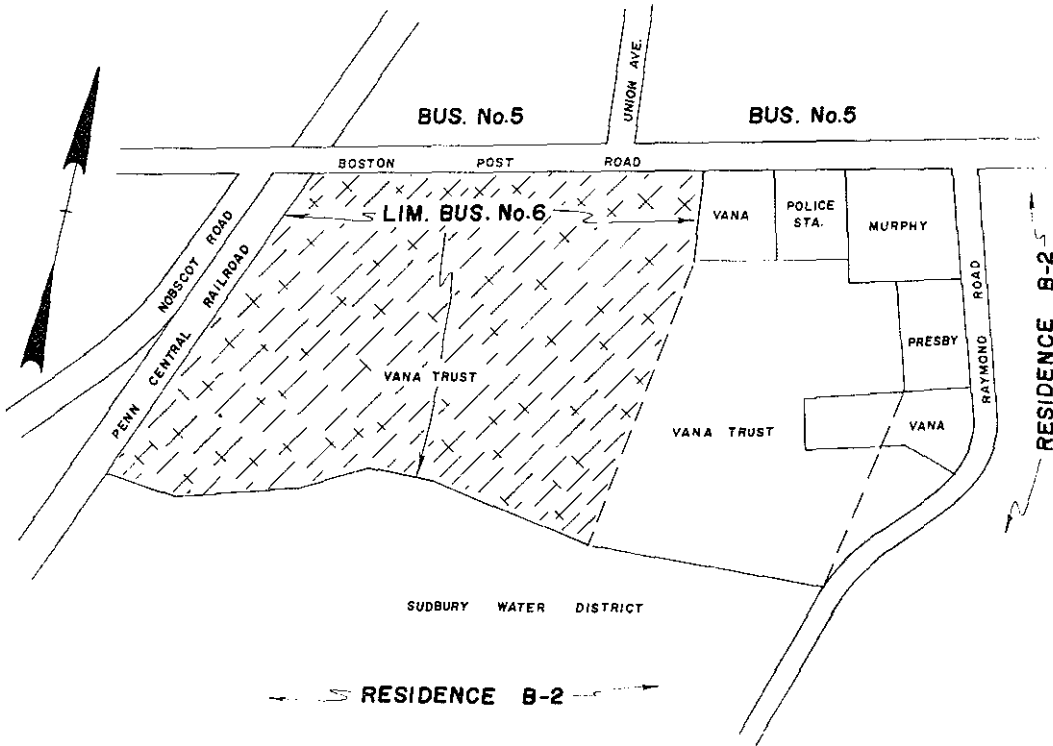 UNION AVE.
BUS. No.5
BUS. No.5
BOSTON POST ROAD
LIM. BUS. No.6
VANA
POLICE
STA.
MURPHY
NOBSCOT ROAD
PENN CENTRAL RAILROAD
RAYMOND ROAD
RESIDENCE B-2
PRESBY
VANA TRUST
VANA TRUST
VANA
SUDBURY WATER DISTRICT
RESIDENCE B-2